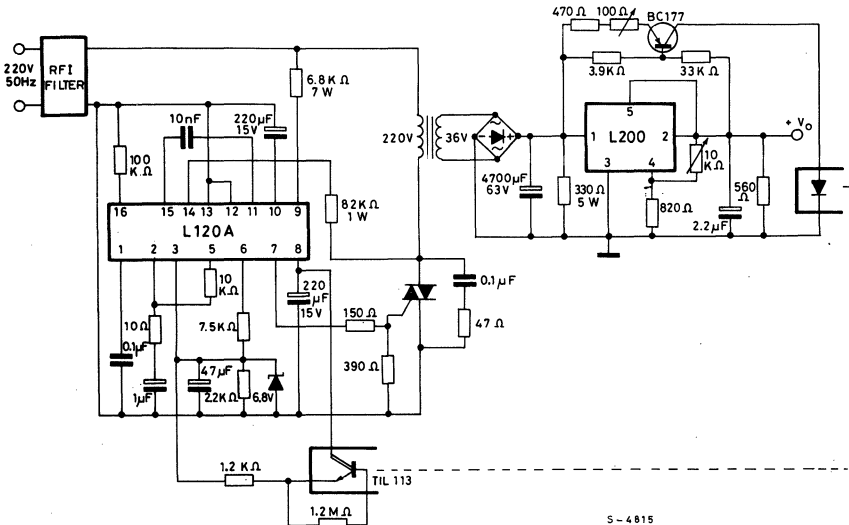 220V
50Hz
RFI
FILTER
6.8KΩ
7W
10nF
220μF
15V
100
K.Ω
220V
36V
470Ω
100Ω
BC177
3.9KΩ
33KΩ
5
1
L200
2
+ Vo
3
4
10
KΩ
4700μF
63V
330Ω
5W
820Ω
560
Ω
2.2μF
82KΩ
1W
16
15
14
13
12
11
10
9
L120A
1
2
3
5
6
7
8
10
K.Ω
220
μF
15V
150Ω
0.1μF
47Ω
10Ω
0.1μF
1μF
7.5KΩ
47μF
2.2KΩ
6.8V
390Ω
1.2KΩ
TIL 113
1.2MΩ
S-4815